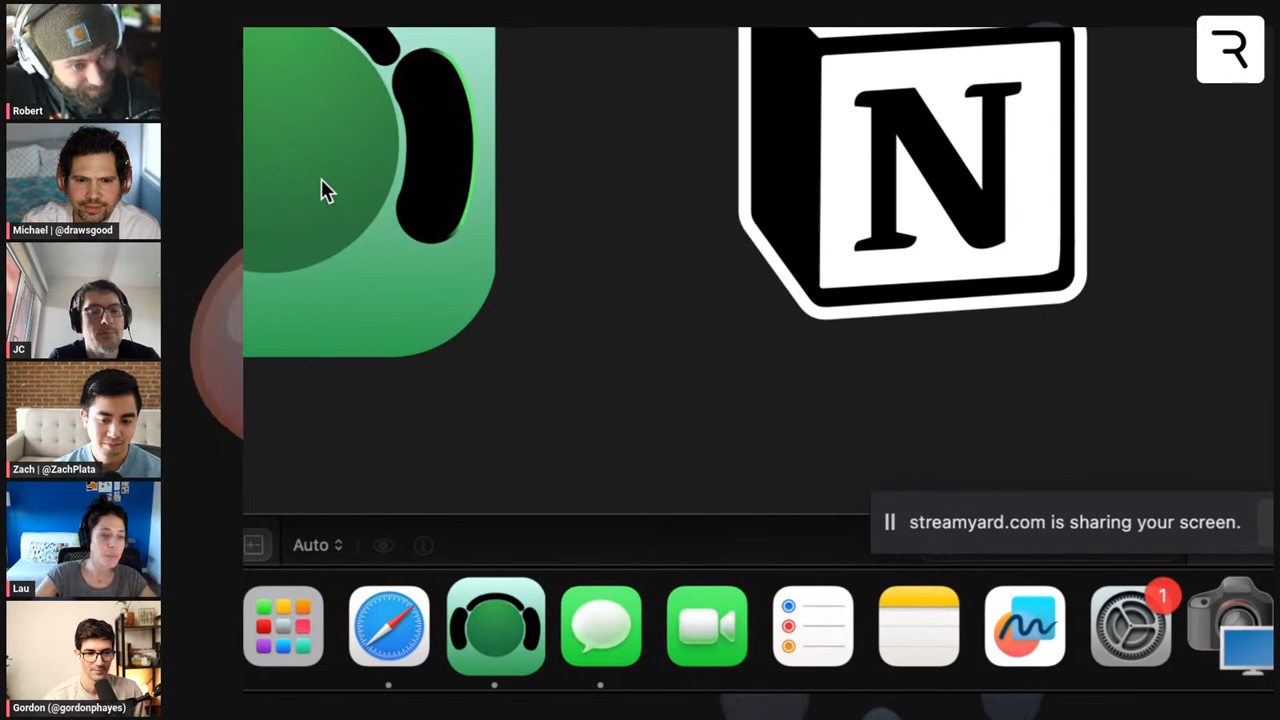 Robert
Michael | @drawsgood
JC
Zach | @ZachPlata
Lau
Gordon (@gordonphayes)
R
N
streamyard.com is sharing your screen.
Auto
1